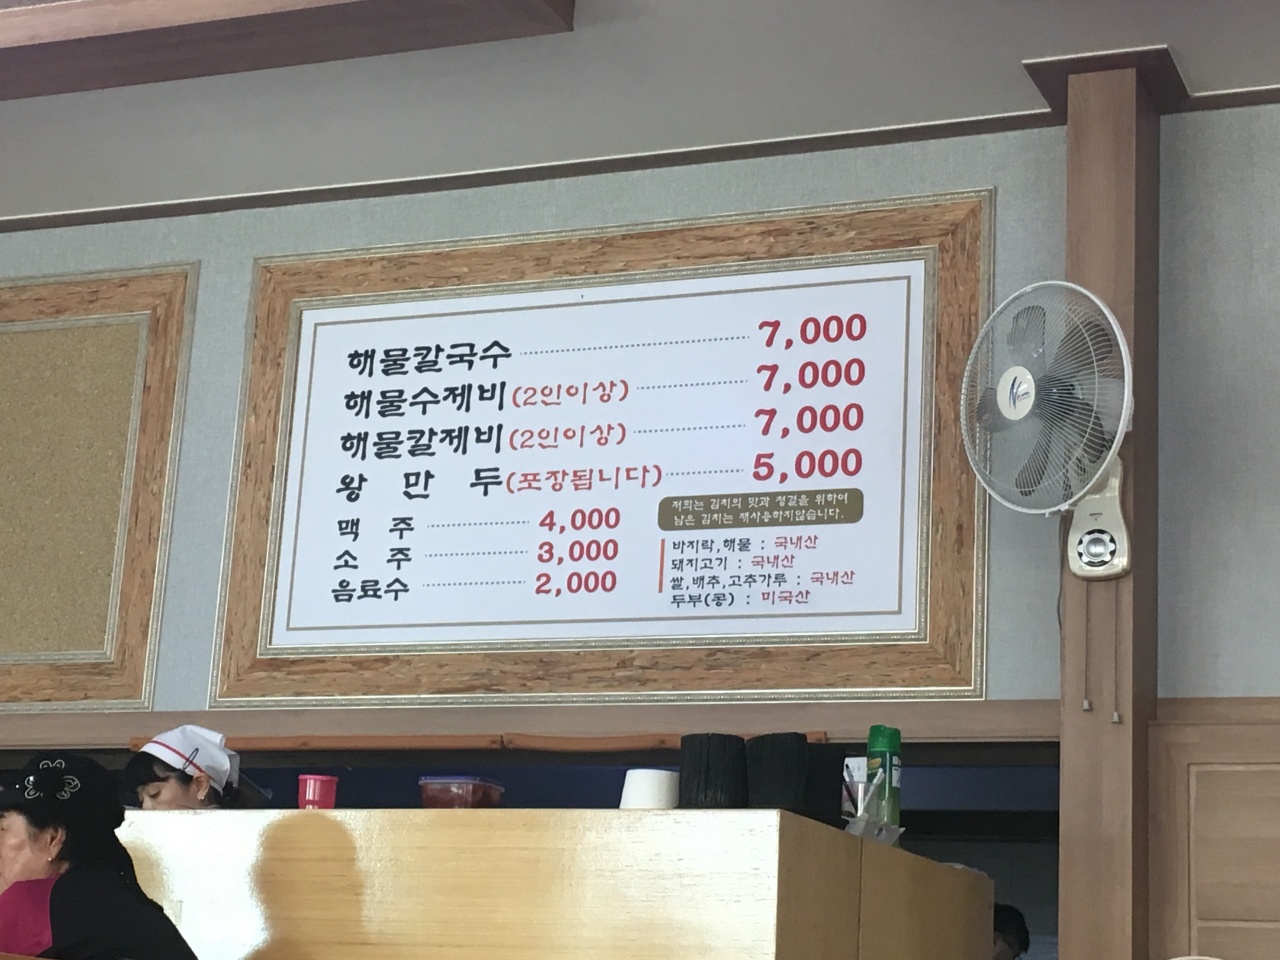 해물칼국수 7,000
해물수제비(2인이상) 7,000
해물칼제비(2인이상) 7,000
왕 만 두(포장됩니다) 5,000
맥 주 4,000
소 주 3,000
음료수 2,000
저희는 김치의 맛과 청결을 위하여
남은 김치는 재사용하지않습니다.
바지락,해물 : 국내산
돼지고기 : 국내산
쌀,배추,고추가루 : 국내산
두부(콩) : 미국산